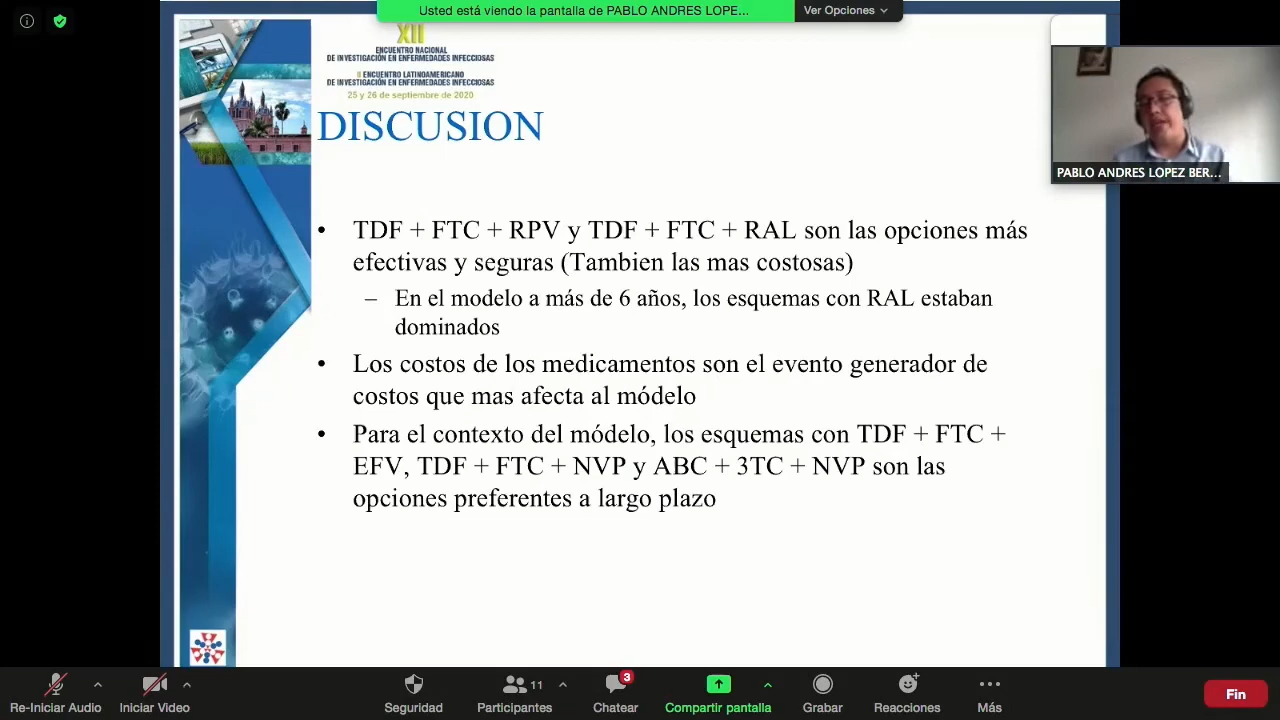 Usted está viendo la pantalla de PABLO ANDRES LOPE...
Ver Opciones
XII
ENCUENTRO NACIONAL
DE INVESTIGACIÓN EN ENFERMEDADES INFECCIOSAS
II ENCUENTRO LATINOAMERICANO
DE INVESTIGACIÓN EN ENFERMEDADES INFECCIOSAS
25 y 26 de septiembre de 2020
DISCUSION
PABLO ANDRES LOPEZ BER...
• TDF + FTC + RPV y TDF + FTC + RAL son las opciones más
efectivas y seguras (Tambien las mas costosas)
– En el modelo a más de 6 años, los esquemas con RAL estaban
dominados
• Los costos de los medicamentos son el evento generador de
costos que mas afecta al módelo
• Para el contexto del módelo, los esquemas con TDF + FTC +
EFV, TDF + FTC + NVP y ABC + 3TC + NVP son las
opciones preferentes a largo plazo
Re-Iniciar Audio
Iniciar Video
Seguridad
11
Participantes
3
Chatear
Compartir pantalla
Grabar
Reacciones
Más
Fin